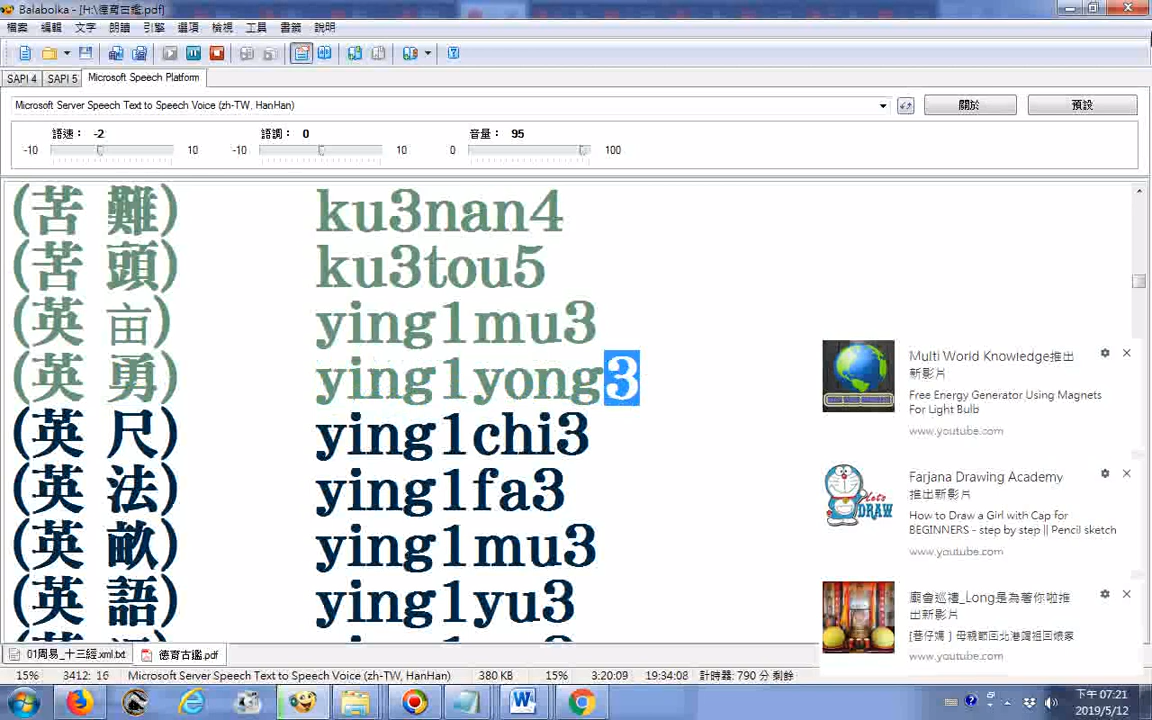 Balabolka - [H:\德育古鑑.pdf]
檔案 編輯 文字 朗讀 引擎 選項 檢視 工具 書籤 說明
SAPI 4 SAPI 5 Microsoft Speech Platform
Microsoft Server Speech Text to Speech Voice (zh-TW, HanHan) 關於 預設
語速： -2 語調： 0 音量： 95
-10 10 -10 10 0 100
(苦 難) ku3nan4
(苦 頭) ku3tou5
(英 亩) ying1mu3
(英 勇) ying1yong3
(英 尺) ying1chi3
(英 法) ying1fa3
(英 畝) ying1mu3
(英 語) ying1yu3
Multi World Knowledge推出
新影片
Free Energy Generator Using Magnets
For Light Bulb
www.youtube.com
Farjana Drawing Academy
推出新影片
How to Draw a Girl with Cap for
BEGINNERS - step by step || Pencil sketch
www.youtube.com
廟會巡禮_Long是為著你啦推
出新影片
www.youtube.com
01周易_十三經.xml.txt 德育古鑑.pdf
15% 3412: 16 Microsoft Server Speech Text to Speech Voice (zh-TW, HanHan) 380 KB 15% 3:20:09 19:34:08 計時器: 790 分 剩餘
下午 07:21
2019/5/12